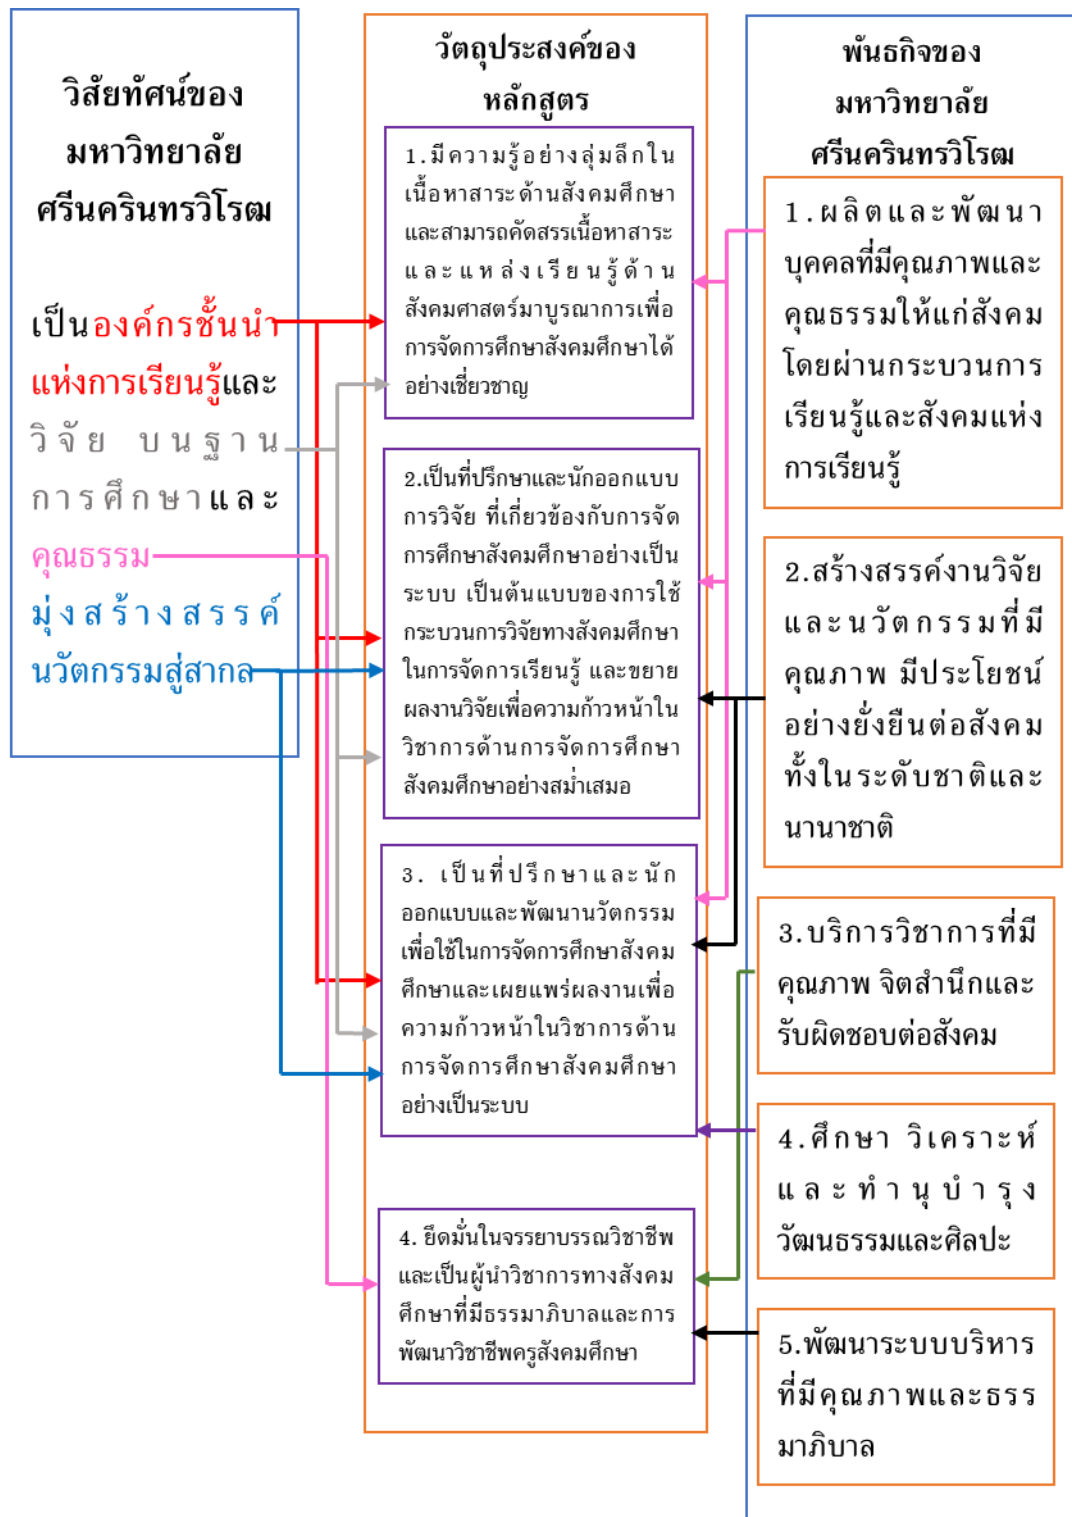 วิสัยทัศน์ของ
มหาวิทยาลัย
ศรีนครินทรวิโรฒ
เป็นองค์กรชั้นนำ
แห่งการเรียนรู้และ
วิจัย บนฐาน
การศึกษาและ
คุณธรรม
มุ่งสร้างสรรค์
นวัตกรรมสู่สากล
วัตถุประสงค์ของ
หลักสูตร
1.มีความรู้อย่างลุ่มลึกใน
เนื้อหาสาระด้านสังคมศึกษา
และสามารถคัดสรรเนื้อหาสาระ
และแหล่งเรียนรู้ด้าน
สังคมศาสตร์มาบูรณาการเพื่อ
การจัดการศึกษาสังคมศึกษาได้
อย่างเชี่ยวชาญ
2.เป็นที่ปรึกษาและนักออกแบบ
การวิจัย ที่เกี่ยวข้องกับการจัด
การศึกษาสังคมศึกษาอย่างเป็น
ระบบ เป็นต้นแบบของการใช้
กระบวนการวิจัยทางสังคมศึกษา
ในการจัดการเรียนรู้ และขยาย
ผลงานวิจัยเพื่อความก้าวหน้าใน
วิชาการด้านการจัดการศึกษา
สังคมศึกษาอย่างสม่ำเสมอ
3. เป็นที่ปรึกษาและนัก
ออกแบบและพัฒนานวัตกรรม
เพื่อใช้ในการจัดการศึกษาสังคม
ศึกษาและเผยแพร่ผลงานเพื่อ
ความก้าวหน้าในวิชาการด้าน
การจัดการศึกษาสังคมศึกษา
อย่างเป็นระบบ
4. ยึดมั่นในจรรยาบรรณวิชาชีพ
และเป็นผู้นำวิชาการทางสังคม
ศึกษาที่มีธรรมาภิบาลและการ
พัฒนาวิชาชีพครูสังคมศึกษา
พันธกิจของ
มหาวิทยาลัย
ศรีนครินทรวิโรฒ
1.ผลิตและพัฒนา
บุคคลที่มีคุณภาพและ
คุณธรรมให้แก่สังคม
โดยผ่านกระบวนการ
เรียนรู้และสังคมแห่ง
การเรียนรู้
2.สร้างสรรค์งานวิจัย
และนวัตกรรมที่มี
คุณภาพ มีประโยชน์
อย่างยั่งยืนต่อสังคม
ทั้งในระดับชาติและ
นานาชาติ
3.บริการวิชาการที่มี
คุณภาพ จิตสำนึกและ
รับผิดชอบต่อสังคม
4.ศึกษา วิเคราะห์
และทำนุบำรุง
วัฒนธรรมและศิลปะ
5.พัฒนาระบบบริหาร
ที่มีคุณภาพและธรร
มาภิบาล